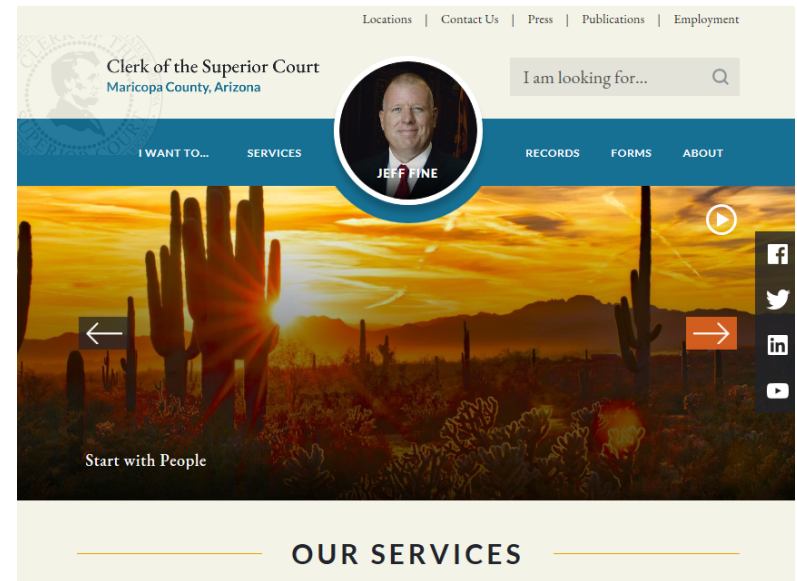 Locations | Contact Us | Press | Publications | Employment
Clerk of the Superior Court
Maricopa County, Arizona
I am looking for...
I WANT TO...
SERVICES
JEFF FINE
RECORDS
FORMS
ABOUT
Start with People
OUR SERVICES